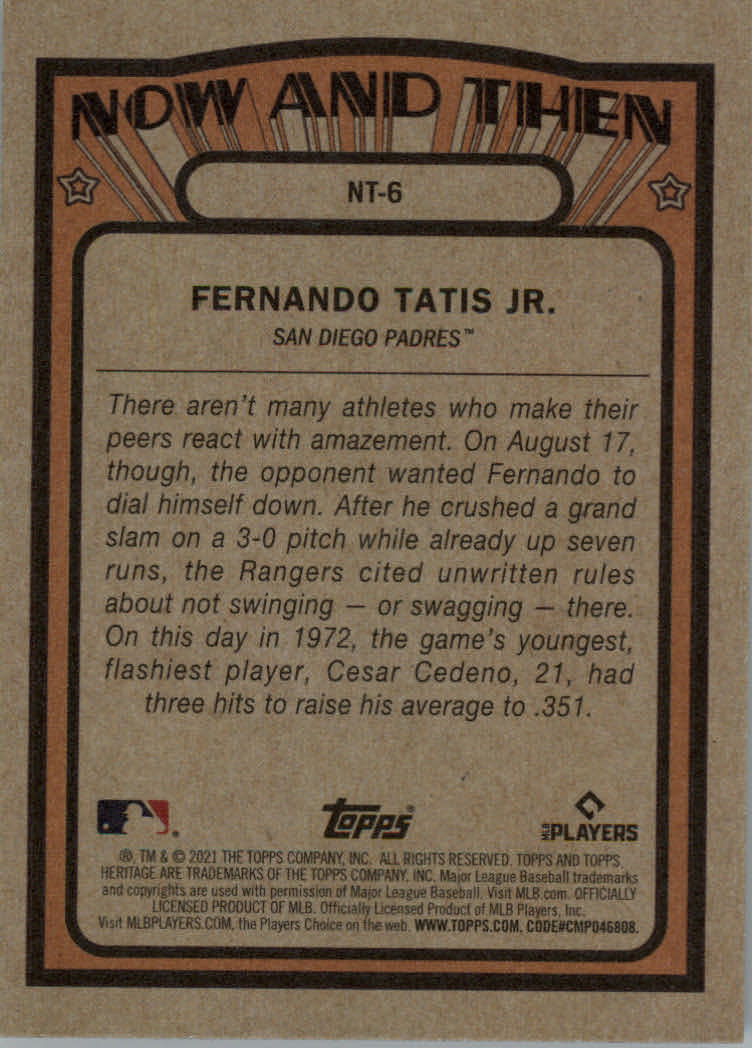 NOW AND THEN
NT-6
FERNANDO TATIS JR.
SAN DIEGO PADRES™
There aren't many athletes who make their
peers react with amazement. On August 17,
though, the opponent wanted Fernando to
dial himself down. After he crushed a grand
slam on a 3-0 pitch while already up seven
runs, the Rangers cited unwritten rules
about not swinging — or swagging — there.
On this day in 1972, the game's youngest,
flashiest player, Cesar Cedeno, 21, had
three hits to raise his average to .351.
®
Topps®
MLB PLAYERS
®, TM & © 2021 THE TOPPS COMPANY, INC. ALL RIGHTS RESERVED. TOPPS AND TOPPS
HERITAGE ARE TRADEMARKS OF THE TOPPS COMPANY, INC. Major League Baseball trademarks
and copyrights are used with permission of Major League Baseball. Visit MLB.com. OFFICIALLY
LICENSED PRODUCT OF MLB. Officially Licensed Product of MLB Players, Inc.
Visit MLBPLAYERS.COM, the Players Choice on the web. WWW.TOPPS.COM, CODE#CMP046808.